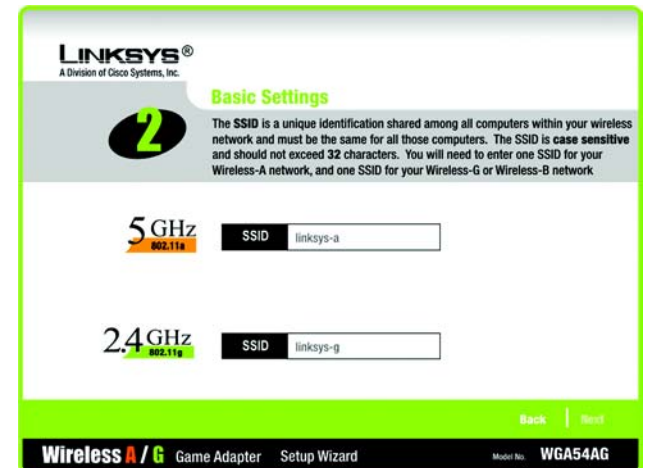 LINKSYS®
A Division of Cisco Systems, Inc.
2
Basic Settings
The SSID is a unique identification shared among all computers within your wireless
network and must be the same for all those computers. The SSID is case sensitive
and should not exceed 32 characters. You will need to enter one SSID for your
Wireless-A network, and one SSID for your Wireless-G or Wireless-B network
5 GHz
802.11a
SSID
linksys-a
2.4 GHz
802.11g
SSID
linksys-g
Back | Next
Wireless A / G Game Adapter Setup Wizard Model No. WGA54AG